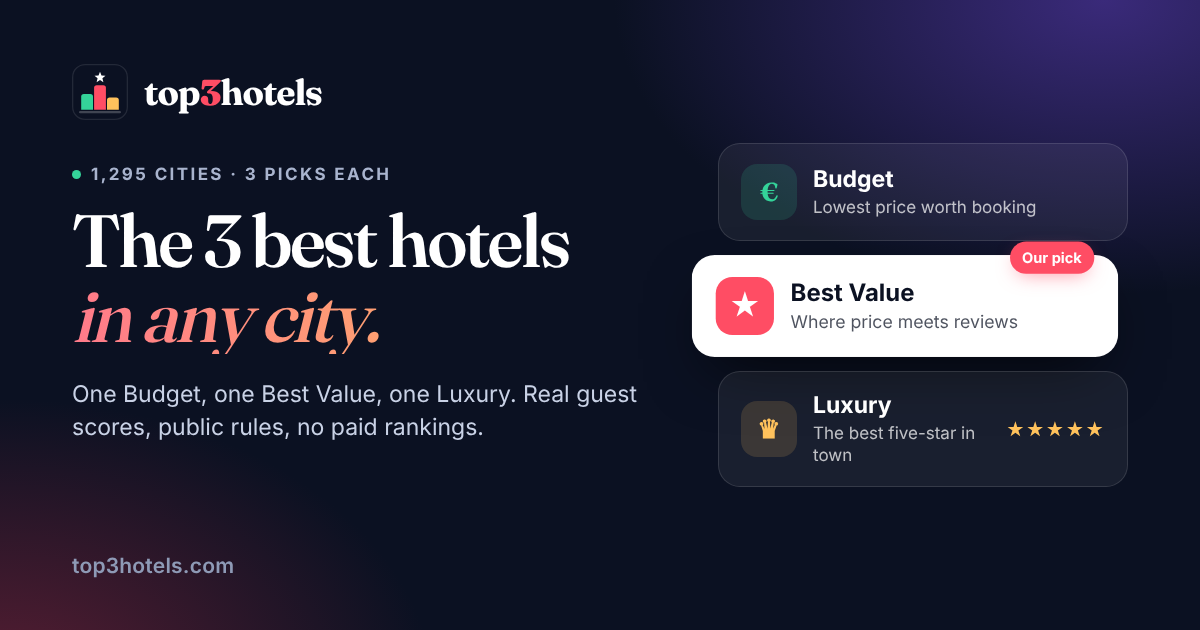 top3hotels
1,295 CITIES · 3 PICKS EACH
The 3 best hotels
in any city.
One Budget, one Best Value, one Luxury. Real guest
scores, public rules, no paid rankings.
top3hotels.com
€
Budget
Lowest price worth booking
Our pick
Best Value
Where price meets reviews
Luxury
The best five-star in
town